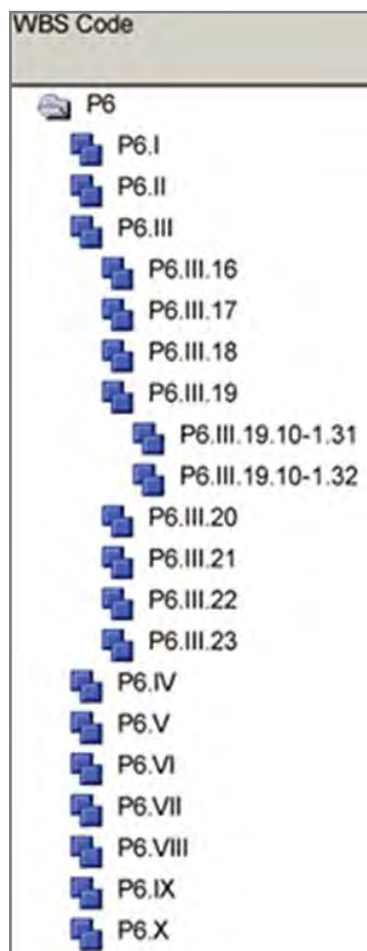 WBS Code
P6
P6.I
P6.II
P6.III
P6.III.16
P6.III.17
P6.III.18
P6.III.19
P6.III.19.10-1.31
P6.III.19.10-1.32
P6.III.20
P6.III.21
P6.III.22
P6.III.23
P6.IV
P6.V
P6.VI
P6.VII
P6.VIII
P6.IX
P6.X